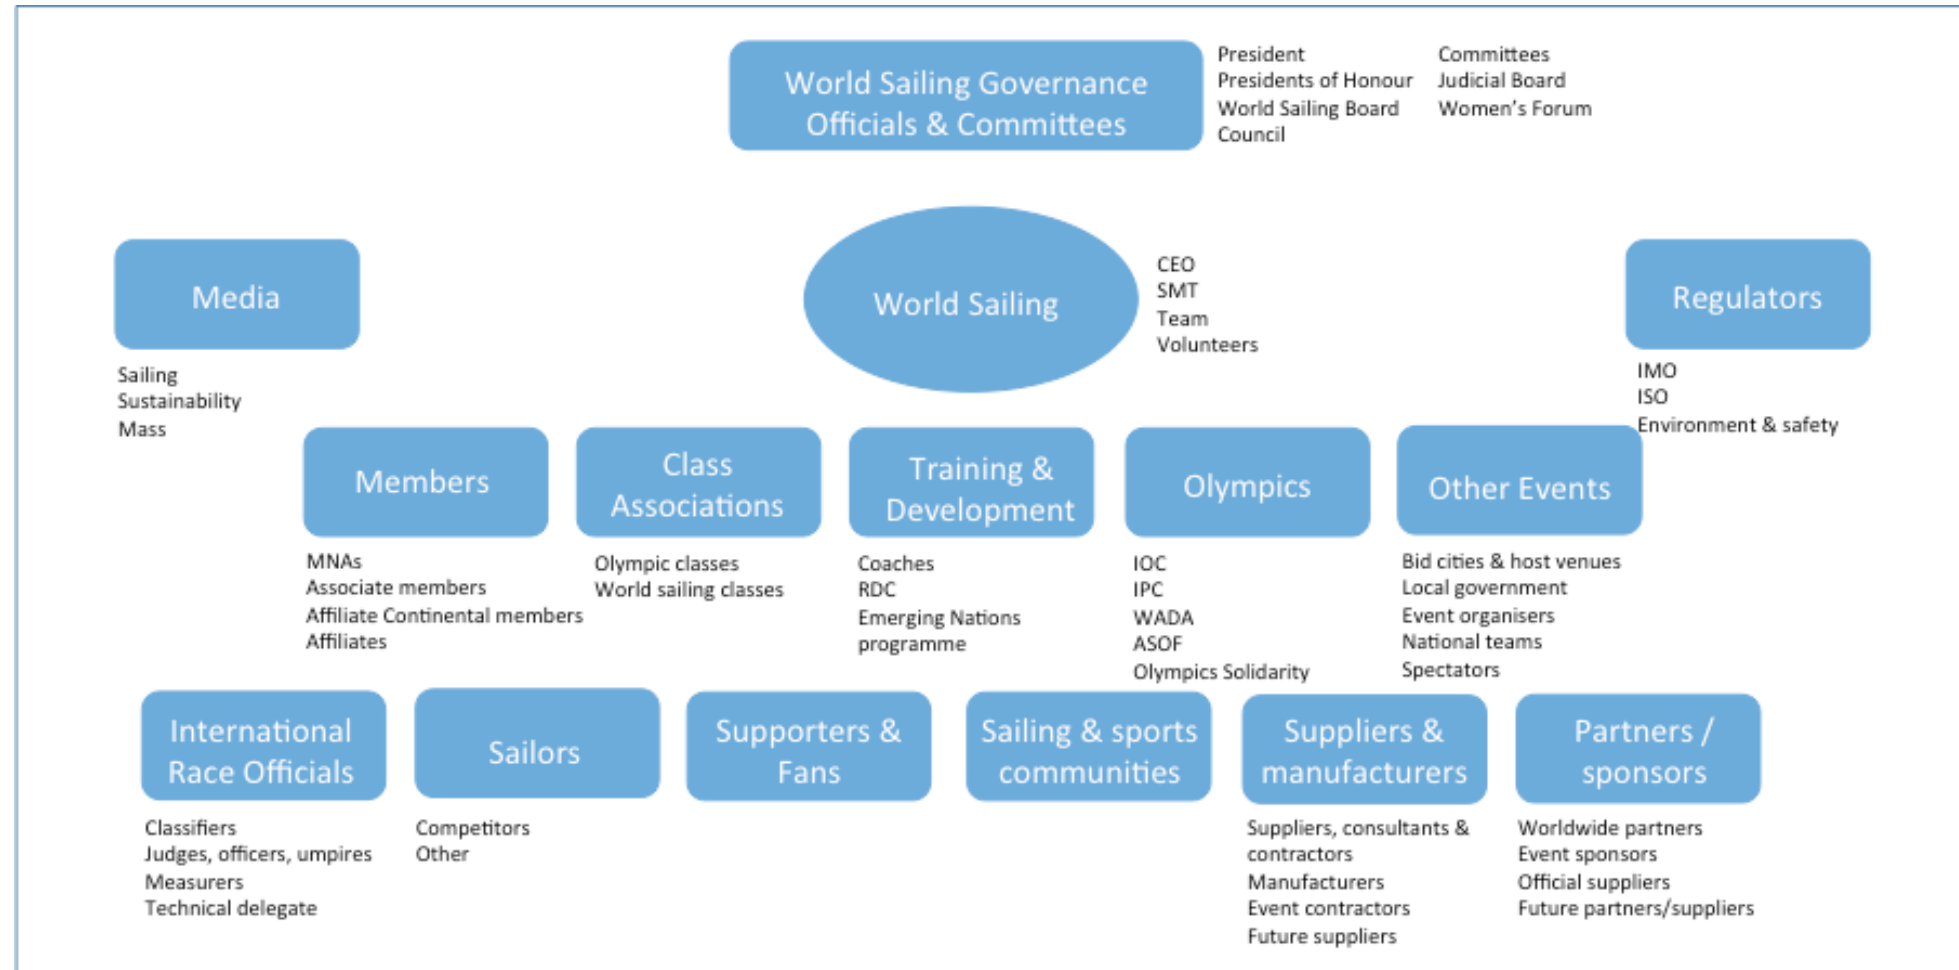 World Sailing Governance
Officials & Committees
President
Presidents of Honour
World Sailing Board
Council
Committees
Judicial Board
Women's Forum
Media
Sailing
Sustainability
Mass
World Sailing
CEO
SMT
Team
Volunteers
Regulators
IMO
ISO
Environment & safety
Members
MNAs
Associate members
Affiliate Continental members
Affiliates
Class
Associations
Olympic classes
World sailing classes
Training &
Development
Coaches
RDC
Emerging Nations
programme
Olympics
IOC
IPC
WADA
ASOF
Olympics Solidarity
Other Events
Bid cities & host venues
Local government
Event organisers
National teams
Spectators
International
Race Officials
Classifiers
Judges, officers, umpires
Measurers
Technical delegate
Sailors
Competitors
Other
Supporters &
Fans
Sailing & sports
communities
Suppliers &
manufacturers
Suppliers, consultants &
contractors
Manufacturers
Event contractors
Future suppliers
Partners /
sponsors
Worldwide partners
Event sponsors
Official suppliers
Future partners/suppliers